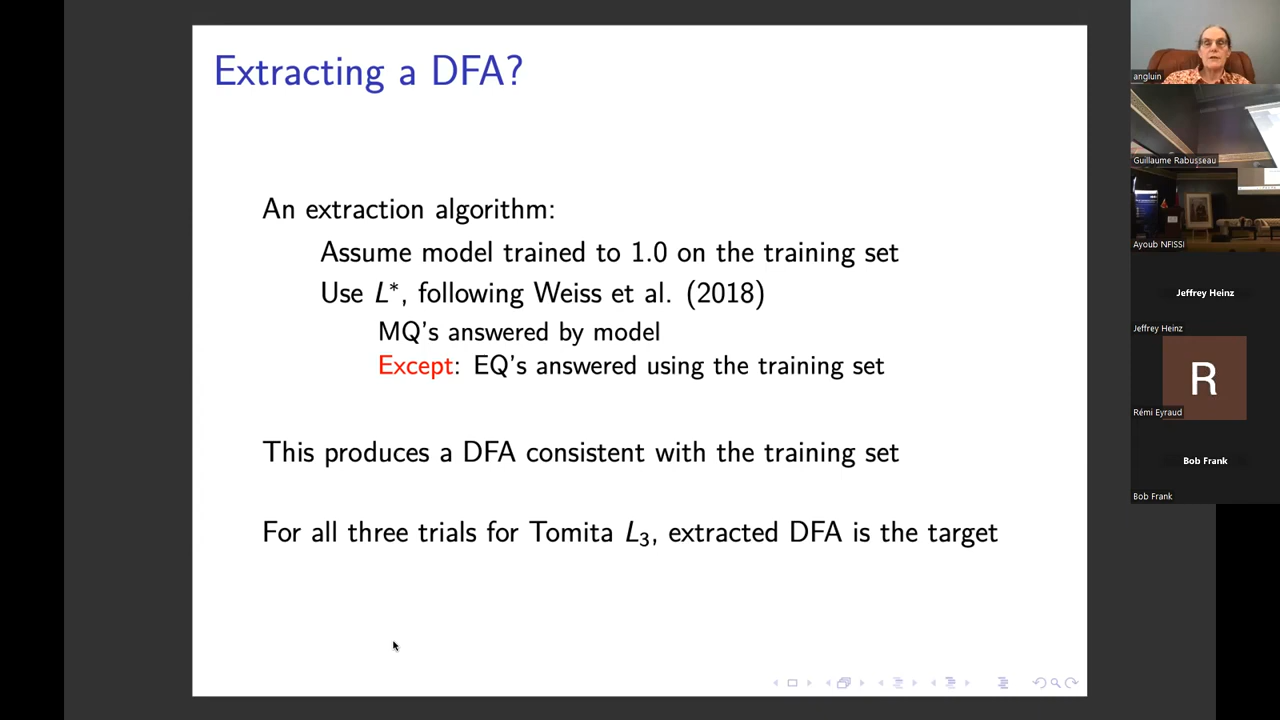 Extracting a DFA?
An extraction algorithm:
Assume model trained to 1.0 on the training set
Use L*, following Weiss et al. (2018)
MQ's answered by model
Except: EQ's answered using the training set
This produces a DFA consistent with the training set
For all three trials for Tomita L₃, extracted DFA is the target
angluin
Guillaume Rabusseau
Ayoub NFISSI
Jeffrey Heinz
Jeffrey Heinz
R
Rémi Eyraud
Bob Frank
Bob Frank